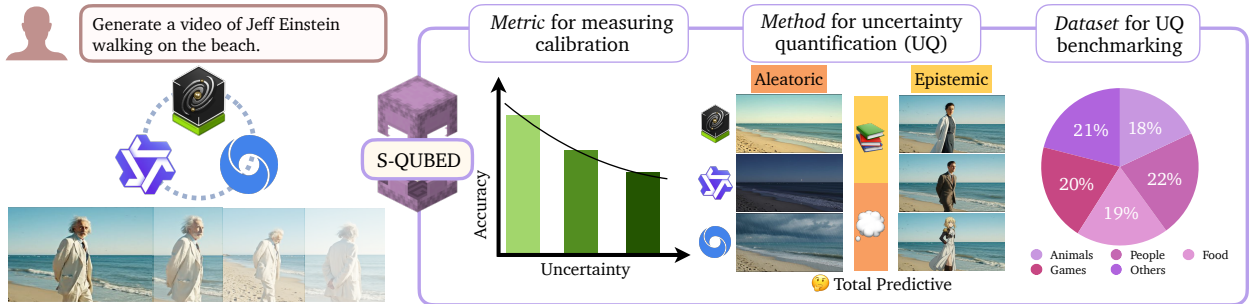 Generate a video of Jeff Einstein
walking on the beach.
S-QUBED
Metric for measuring
calibration
Accuracy
Uncertainty
Method for uncertainty
quantification (UQ)
Aleatoric
Epistemic
🤔 Total Predictive
Dataset for UQ
benchmarking
21%
18%
20%
22%
19%
Animals People Food
Games Others